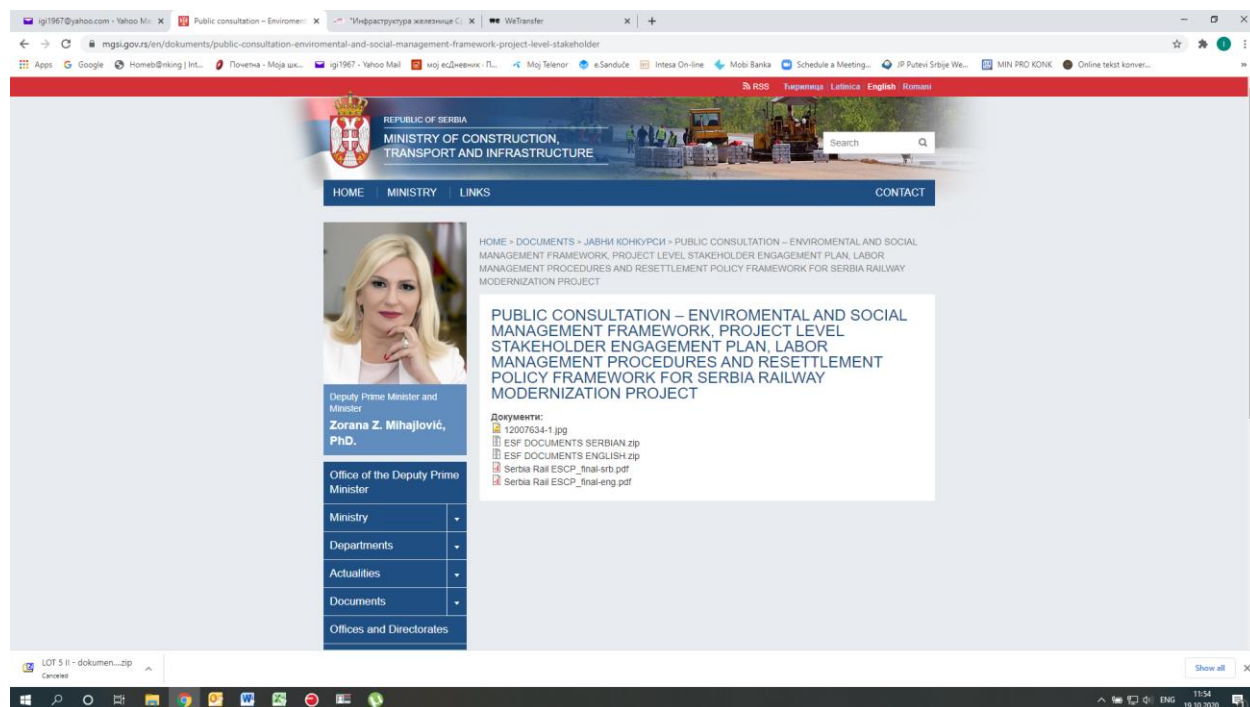 igi1967@yahoo.com - Yahoo Ma
Public consultation – Enviroment
"Инфраструктура железнице С
WeTransfer
mgsi.gov.rs/en/dokumenti/public-consultation-enviromental-and-social-management-framework-project-level-stakeholder
Apps
Google
Homeb@nking | Int...
Почетна - Моја шк...
igi1967 - Yahoo Mail
мој есДневник - П...
Moj Telenor
eSanduče
Intesa On-line
Mobi Banka
Schedule a Meeting...
JP Putevi Srbije We...
MIN PRO KONK
Online tekst konver...
RSS Ћирилица Latinica English Romani
REPUBLIC OF SERBIA
MINISTRY OF CONSTRUCTION,
TRANSPORT AND INFRASTRUCTURE
Search
HOME MINISTRY LINKS CONTACT
HOME » DOCUMENTS » ЈАВНИ КОНКУРСИ » PUBLIC CONSULTATION – ENVIROMENTAL AND SOCIAL
MANAGEMENT FRAMEWORK, PROJECT LEVEL STAKEHOLDER ENGAGEMENT PLAN, LABOR
MANAGEMENT PROCEDURES AND RESETTLEMENT POLICY FRAMEWORK FOR SERBIA RAILWAY
MODERNIZATION PROJECT
PUBLIC CONSULTATION – ENVIROMENTAL AND SOCIAL
MANAGEMENT FRAMEWORK, PROJECT LEVEL
STAKEHOLDER ENGAGEMENT PLAN, LABOR
MANAGEMENT PROCEDURES AND RESETTLEMENT
POLICY FRAMEWORK FOR SERBIA RAILWAY
MODERNIZATION PROJECT
Документи:
12007634-1.jpg
ESF DOCUMENTS SERBIAN.zip
ESF DOCUMENTS ENGLISH.zip
Serbia Rail ESCP_final-srb.pdf
Serbia Rail ESCP_final-eng.pdf
Deputy Prime Minister and
Minister
Zorana Z. Mihajlović,
PhD.
Office of the Deputy Prime
Minister
Ministry
Departments
Actualities
Documents
Offices and Directorates
LOT 5 II - dokumen....zip
Canceled
Show all
ENG
11:54
19.10.2020